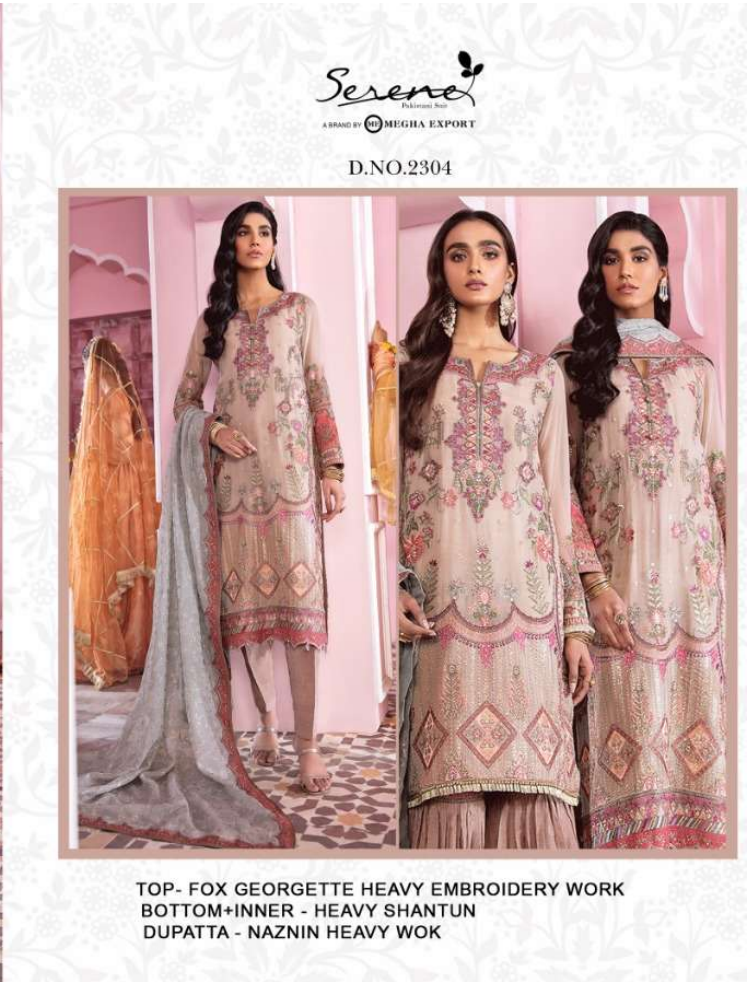 Serene
Pakistani Suit
A BRAND BY ME MEGHA EXPORT
D.NO.2304
TOP- FOX GEORGETTE HEAVY EMBROIDERY WORK
BOTTOM+INNER - HEAVY SHANTUN
DUPATTA - NAZNIN HEAVY WOK